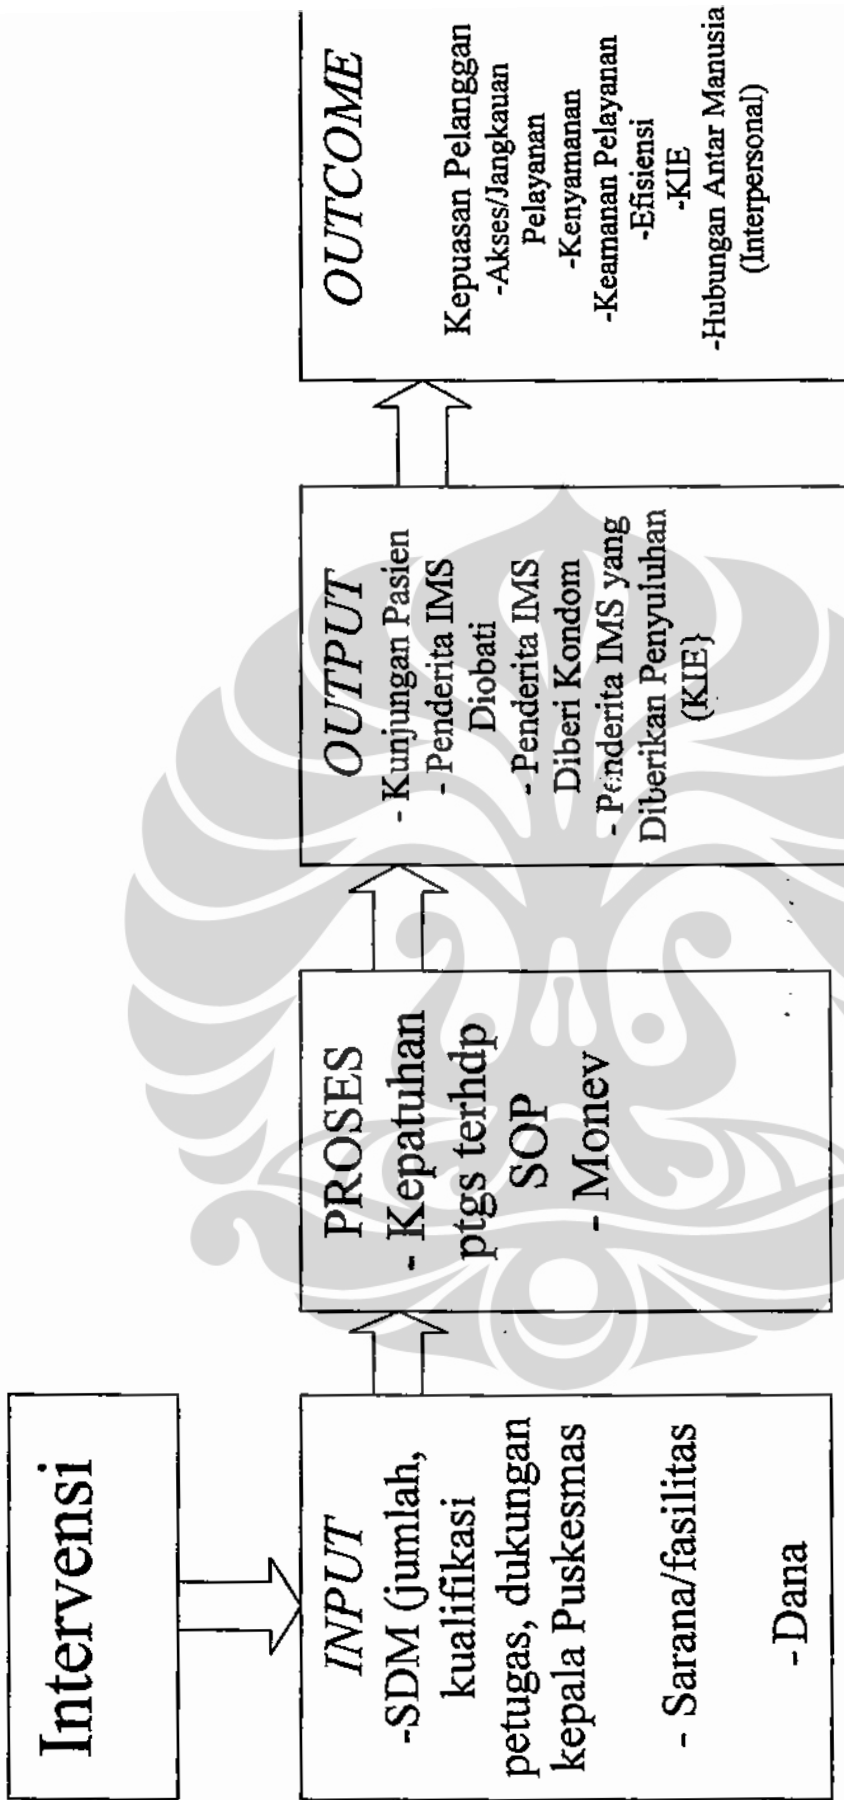 Intervensi
INPUT
-SDM (jumlah,
kualifikasi
petugas, dukungan
kepala Puskesmas
- Sarana/fasilitas
-Dana
PROSES
- Kepatuhan
ptgs terhdp
SOP
- Monev
OUTPUT
- Kunjungan Pasien
- Penderita IMS
Diobati
- Penderita IMS
Diberi Kondom
- Penderita IMS yang
Diberikan Penyuluhan
(KIE}
OUTCOME
Kepuasan Pelanggan
-Akses/Jangkauan
Pelayanan
-Kenyamanan
-Keamanan Pelayanan
-Efisiensi
-KIE
-Hubungan Antar Manusia
(Interpersonal)